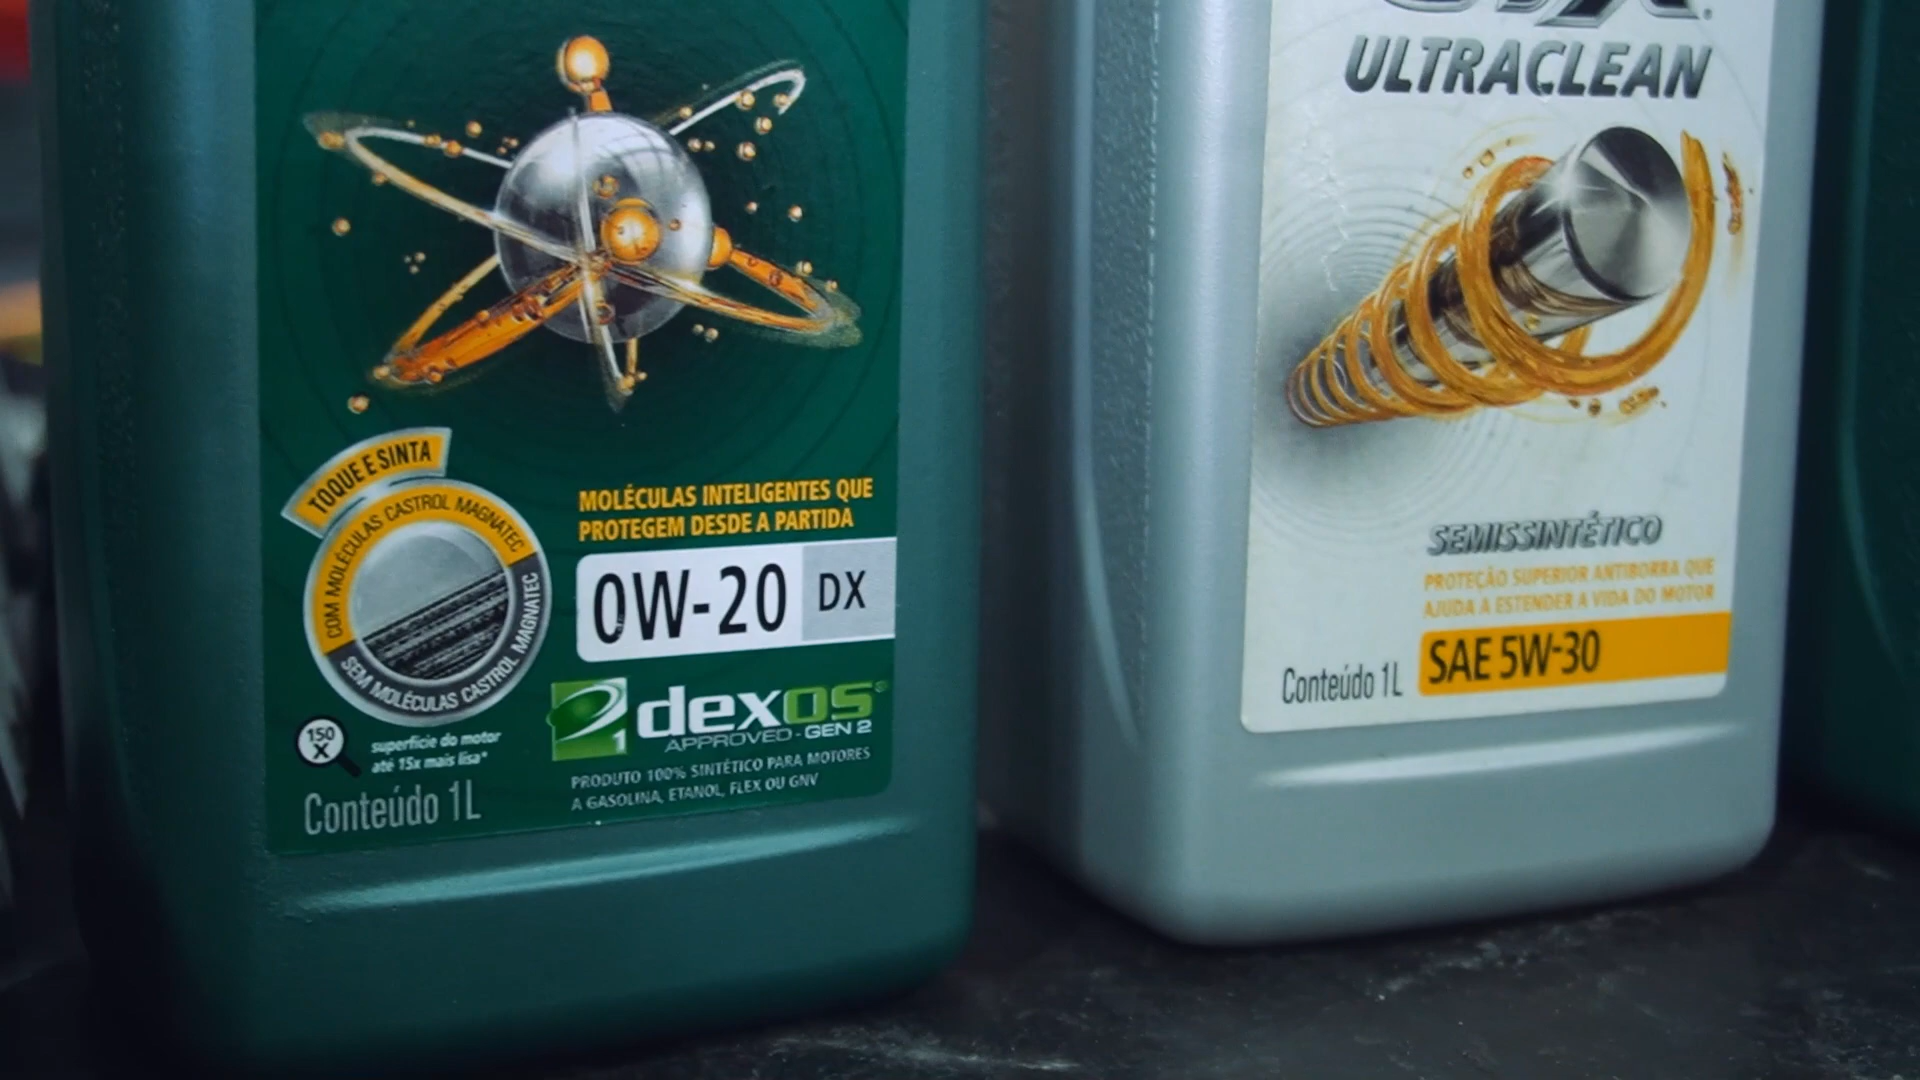 TOQUE E SINTA
COM MOLÉCULAS CASTROL MAGNATEC
SEM MOLÉCULAS CASTROL MAGNATEC
150
X
superfície do motor
até 15x mais lisa*
Conteúdo 1L
MOLÉCULAS INTELIGENTES QUE
PROTEGEM DESDE A PARTIDA
0W-20 DX
1
dexos®
APPROVED - GEN 2
PRODUTO 100% SINTÉTICO PARA MOTORES
A GASOLINA, ETANOL, FLEX OU GNV
ULTRACLEAN
SEMISSINTÉTICO
PROTEÇÃO SUPERIOR ANTIBORRA QUE
AJUDA A ESTENDER A VIDA DO MOTOR
Conteúdo 1L
SAE 5W-30